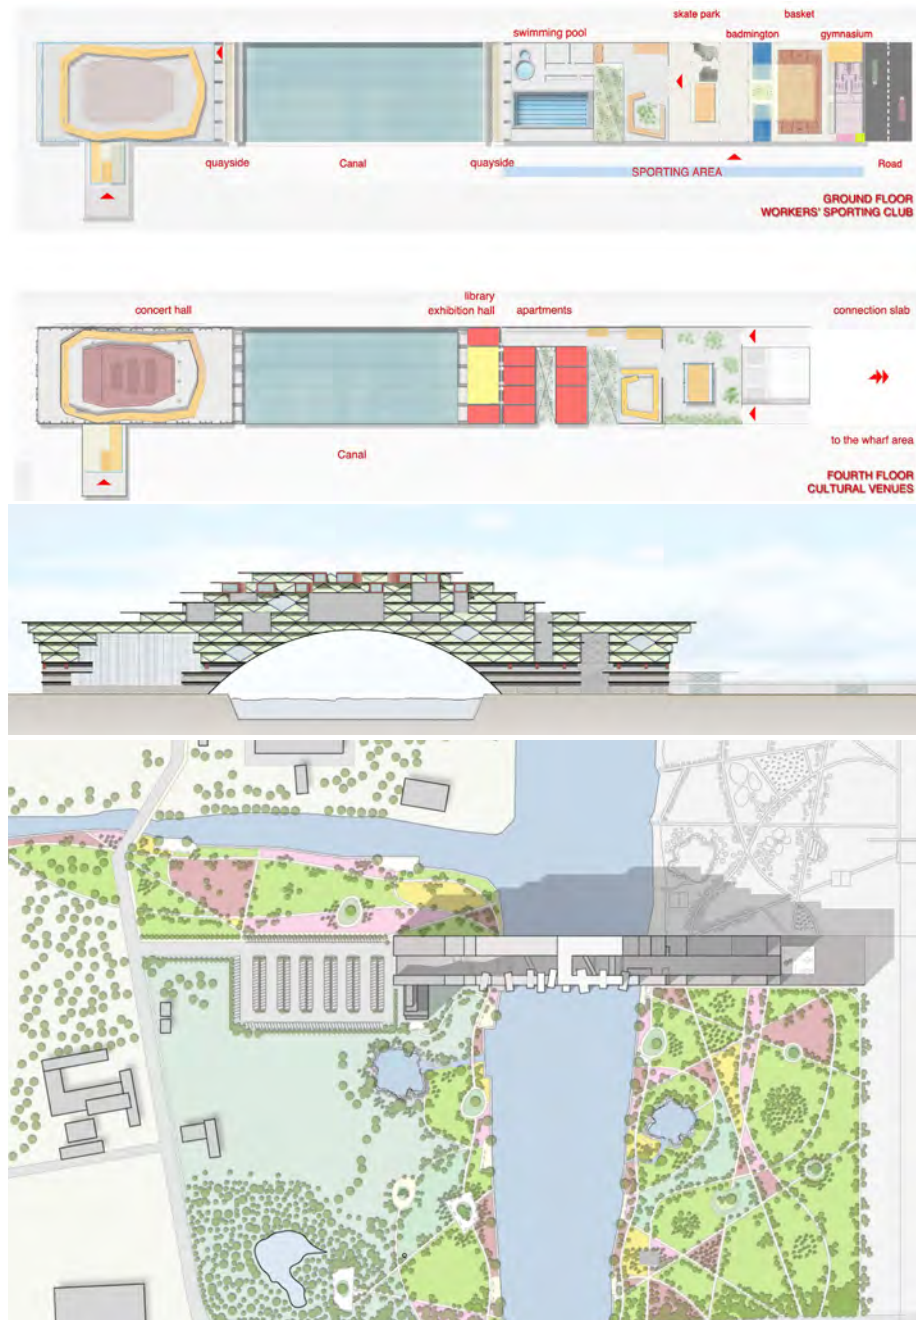 skate park
basket
swimming pool
badmington
gymnasium
quayside
Canal
quayside
SPORTING AREA
Road
GROUND FLOOR
WORKERS' SPORTING CLUB
library
concert hall
exhibition hall
apartments
connection slab
to the wharf area
Canal
FOURTH FLOOR
CULTURAL VENUES